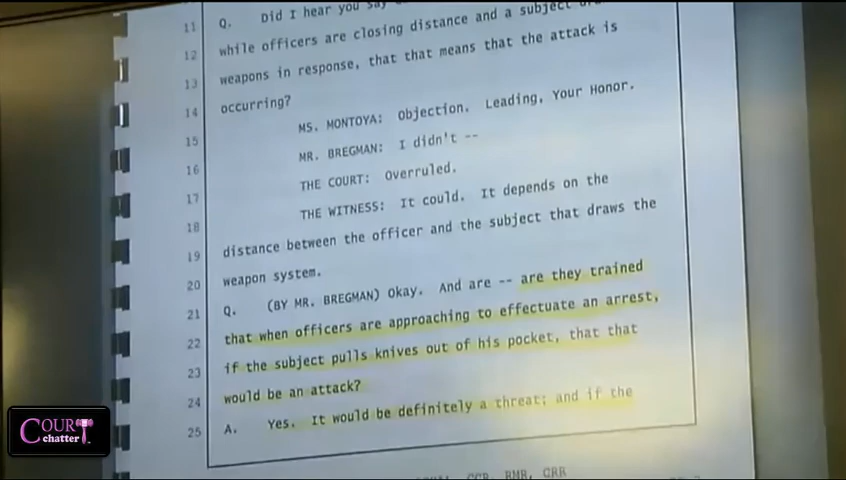 11 Q. Did I hear you say
12 while officers are closing distance and a subject
13 weapons in response, that that means that the attack is
14 occurring?
15 MS. MONTOYA: Objection. Leading, Your Honor.
16 MR. BREGMAN: I didn't --
17 THE COURT: Overruled.
18 THE WITNESS: It could. It depends on the
19 distance between the officer and the subject that draws the
20 weapon system.
21 Q. (BY MR. BREGMAN) Okay. And are -- are they trained
22 that when officers are approaching to effectuate an arrest,
23 if the subject pulls knives out of his pocket, that that
24 would be an attack?
25 A. Yes. It would be definitely a threat; and if the
CCR, RMR, CRR
COURT
chatter